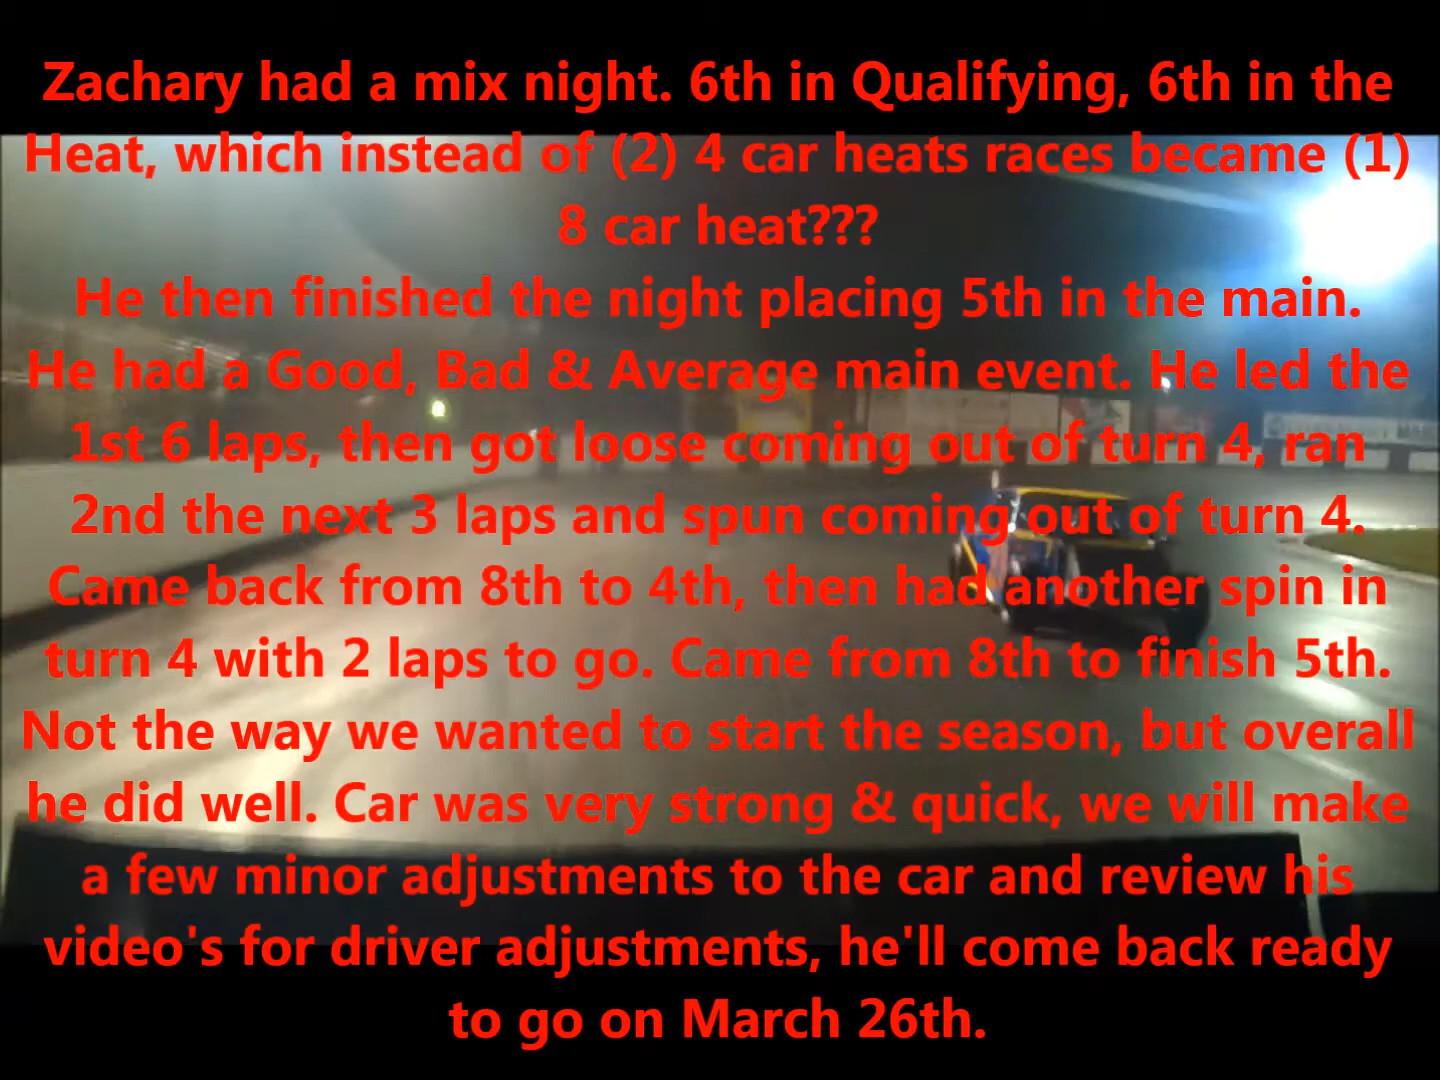 Zachary had a mix night. 6th in Qualifying, 6th in the
Heat, which instead of (2) 4 car heats races became (1)
8 car heat???
He then finished the night placing 5th in the main.
He had a Good, Bad & Average main event. He led the
1st 6 laps, then got loose coming out of turn 4, ran
2nd the next 3 laps and spun coming out of turn 4.
Came back from 8th to 4th, then had another spin in
turn 4 with 2 laps to go. Came from 8th to finish 5th.
Not the way we wanted to start the season, but overall
he did well. Car was very strong & quick, we will make
a few minor adjustments to the car and review his
video's for driver adjustments, he'll come back ready
to go on March 26th.